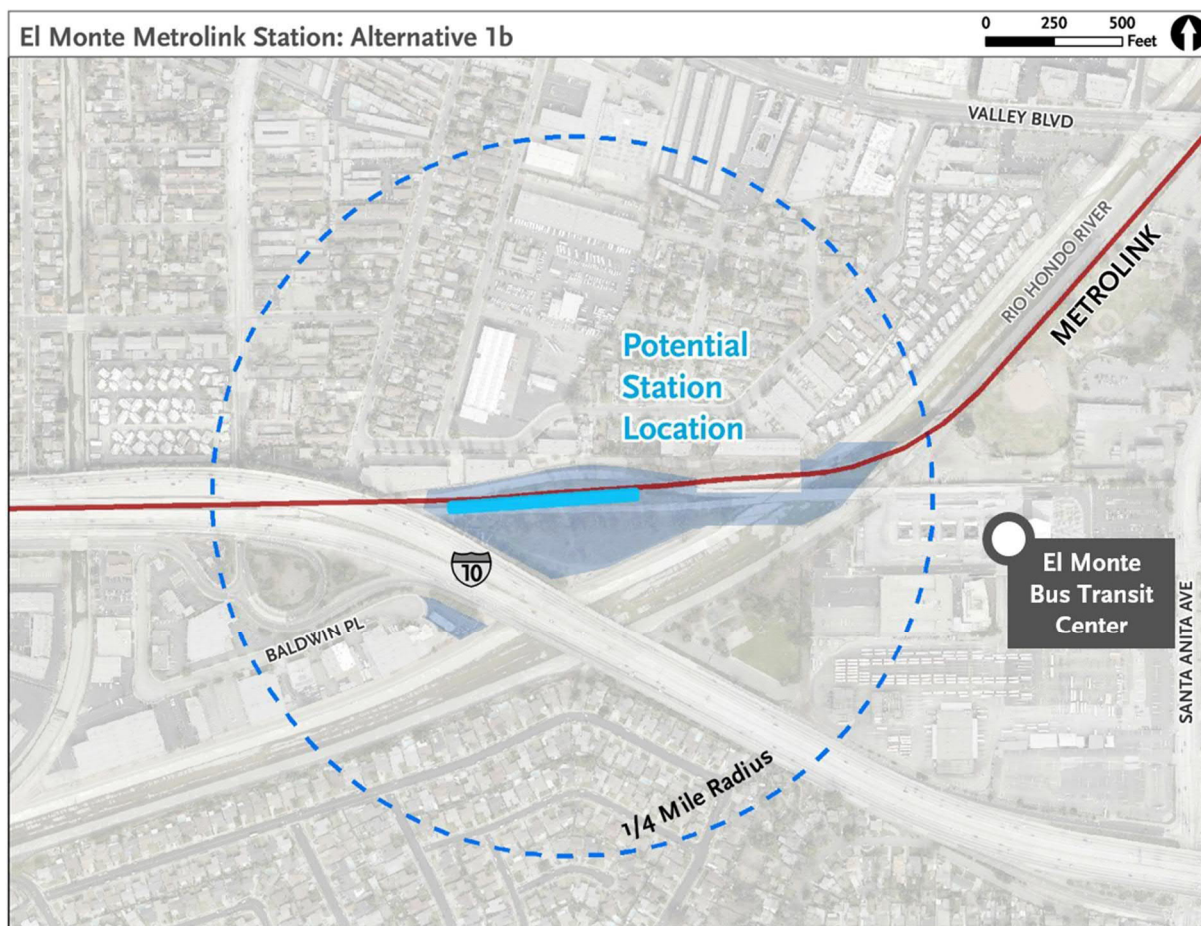 El Monte Metrolink Station: Alternative 1b
0 250 500
Feet
VALLEY BLVD
RIO HONDO RIVER
METROLINK
Potential
Station
Location
10
El Monte
Bus Transit
Center
BALDWIN PL
SANTA ANITA AVE
1/4 Mile Radius